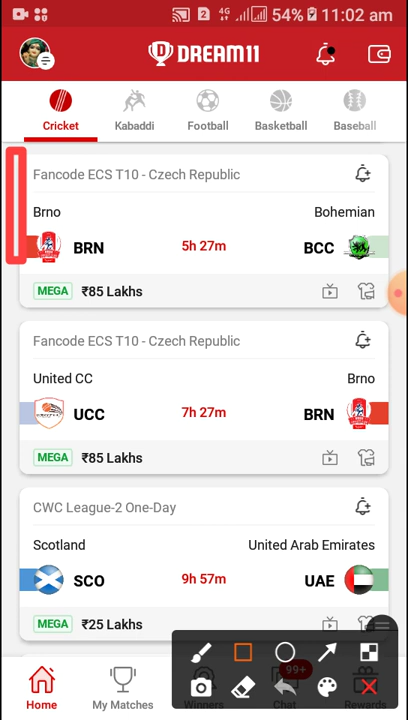 2 4G 54% 11:02 am
D DREAM11
Cricket Kabaddi Football Basketball Baseball
Fancode ECS T10 - Czech Republic
Brno Bohemian
BRN 5h 27m BCC
MEGA ₹85 Lakhs
Fancode ECS T10 - Czech Republic
United CC Brno
UCC 7h 27m BRN
MEGA ₹85 Lakhs
CWC League-2 One-Day
Scotland United Arab Emirates
SCO 9h 57m UAE
MEGA ₹25 Lakhs
99+
Home My Matches Winners Chat Rewards